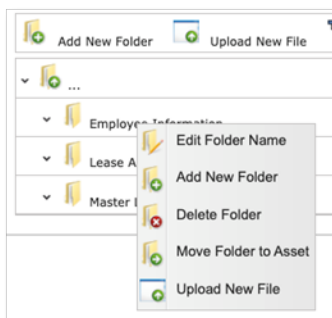 Add New Folder Upload New File
...
Employee Information
Edit Folder Name
Lease A
Add New Folder
Master
Delete Folder
Move Folder to Asset
Upload New File